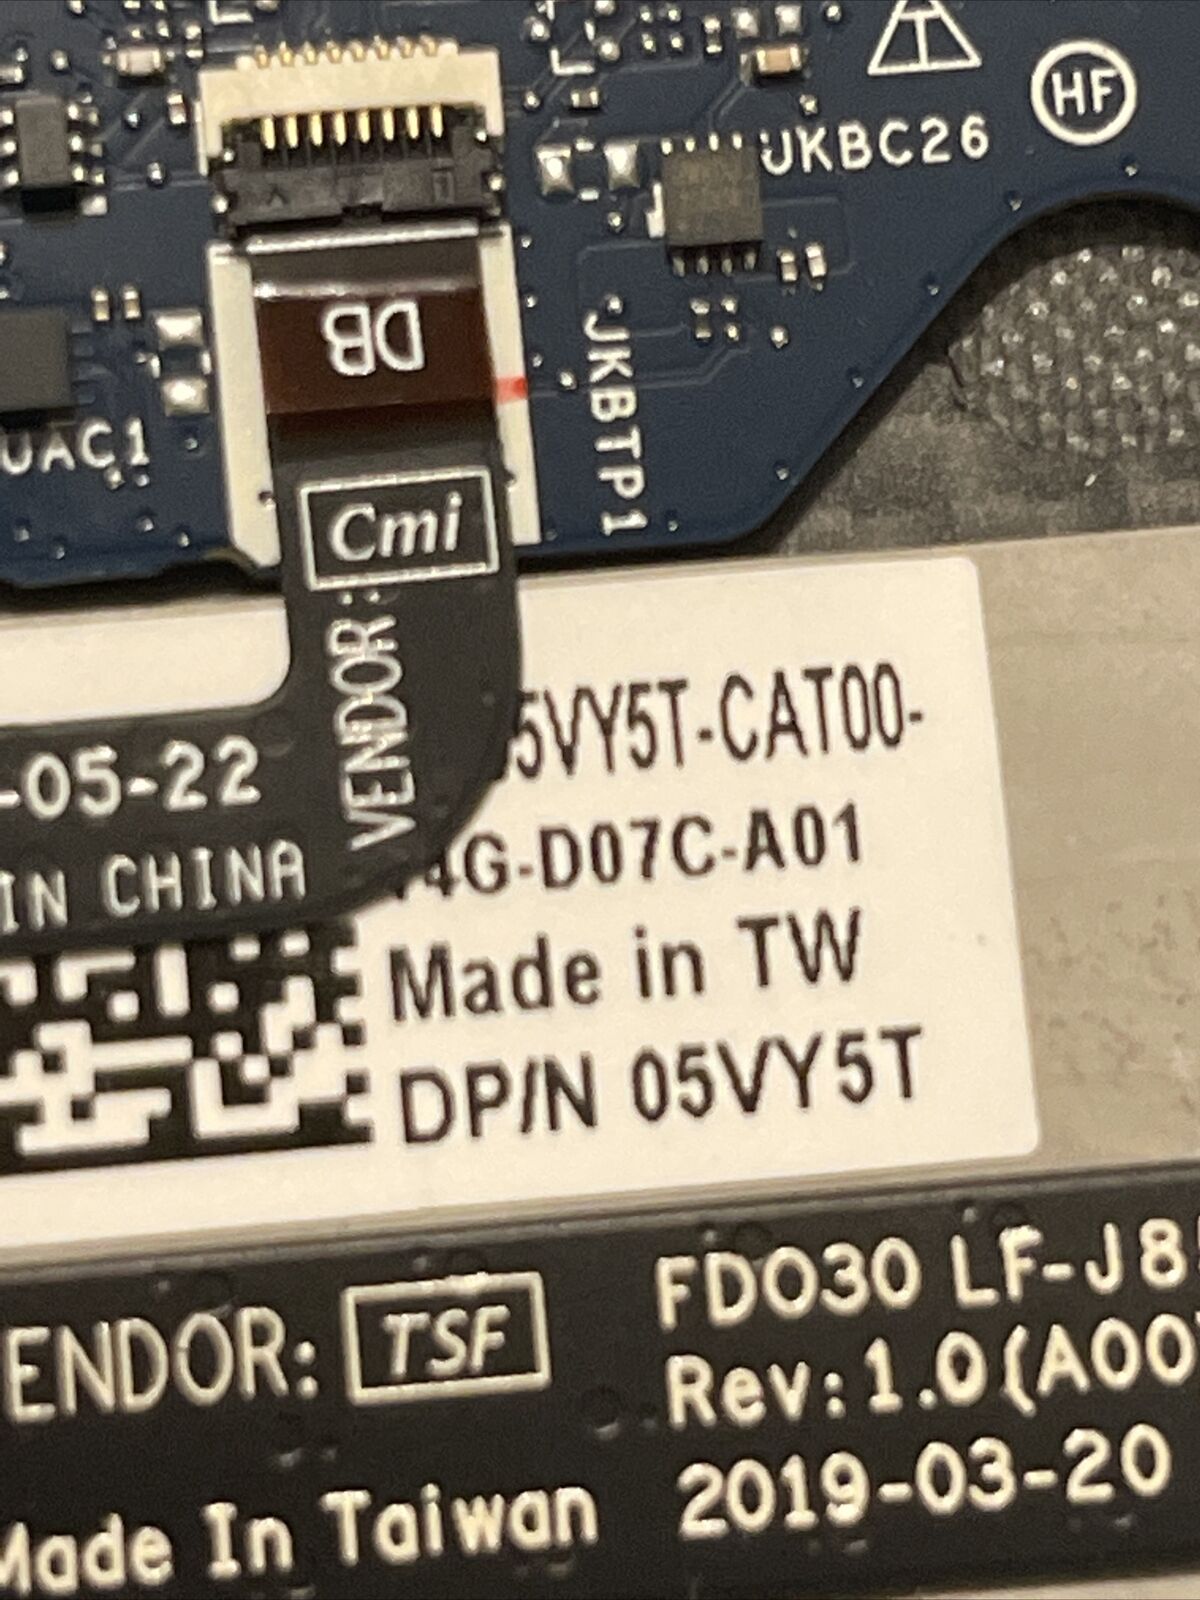 HF
UKBC26
DB
JKBTP1
UAC1
Cmi
VENDOR:
5VY5T-CAT00-
-05-22
4G-D07C-A01
IN CHINA
Made in TW
DP/N 05VY5T
ENDOR: TSF
FDO30 LF-J8
Rev:1.0(A00
2019-03-20
Made In Taiwan